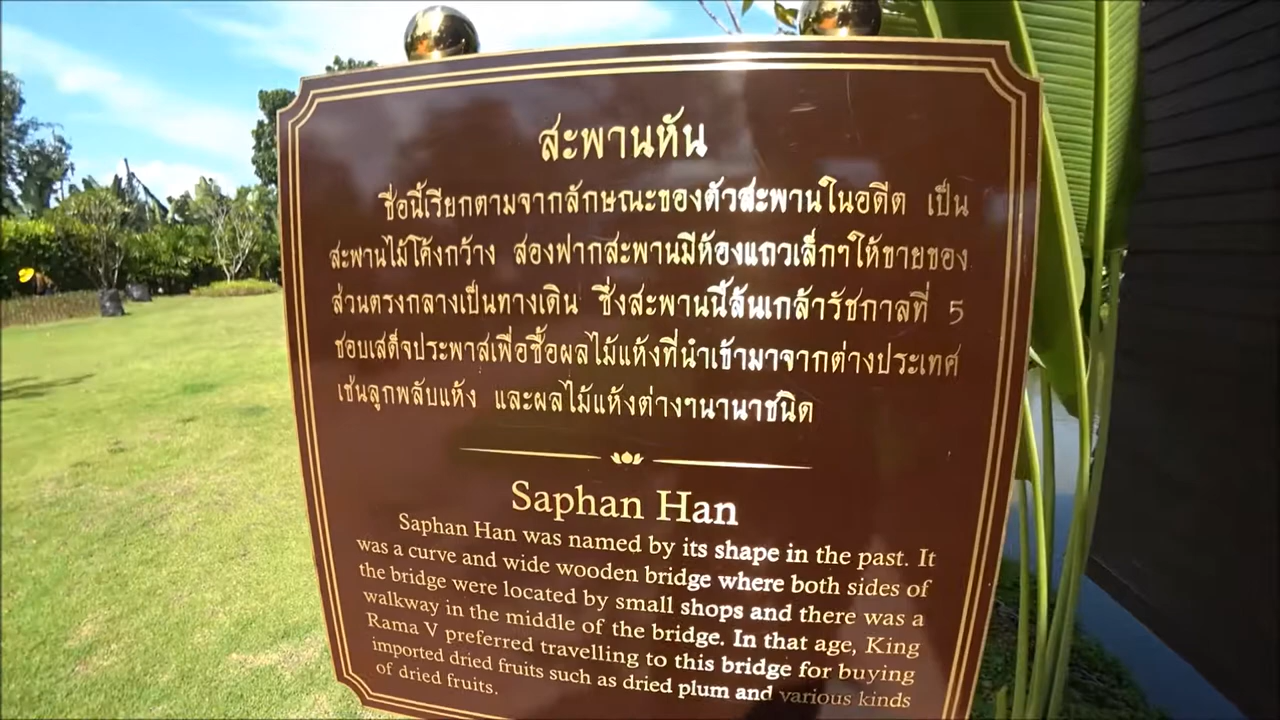 สะพานหัน
ชื่อนี้เรียกตามจากลักษณะของตัวสะพานในอดีต เป็น
สะพานไม้โค้งกว้าง สองฟากสะพานมีห้องแถวเล็กๆให้ขายของ
ส่วนตรงกลางเป็นทางเดิน ซึ่งสะพานนี้ล้นเกล้ารัชกาลที่ 5
ชอบเสด็จประพาสเพื่อซื้อผลไม้แห้งที่นำเข้ามาจากต่างประเทศ
เช่นลูกพลับแห้ง และผลไม้แห้งต่างๆนานาชนิด
Saphan Han
Saphan Han was named by its shape in the past. It
was a curve and wide wooden bridge where both sides of
the bridge were located by small shops and there was a
walkway in the middle of the bridge. In that age, King
Rama V preferred travelling to this bridge for buying
imported dried fruits such as dried plum and various kinds
of dried fruits.